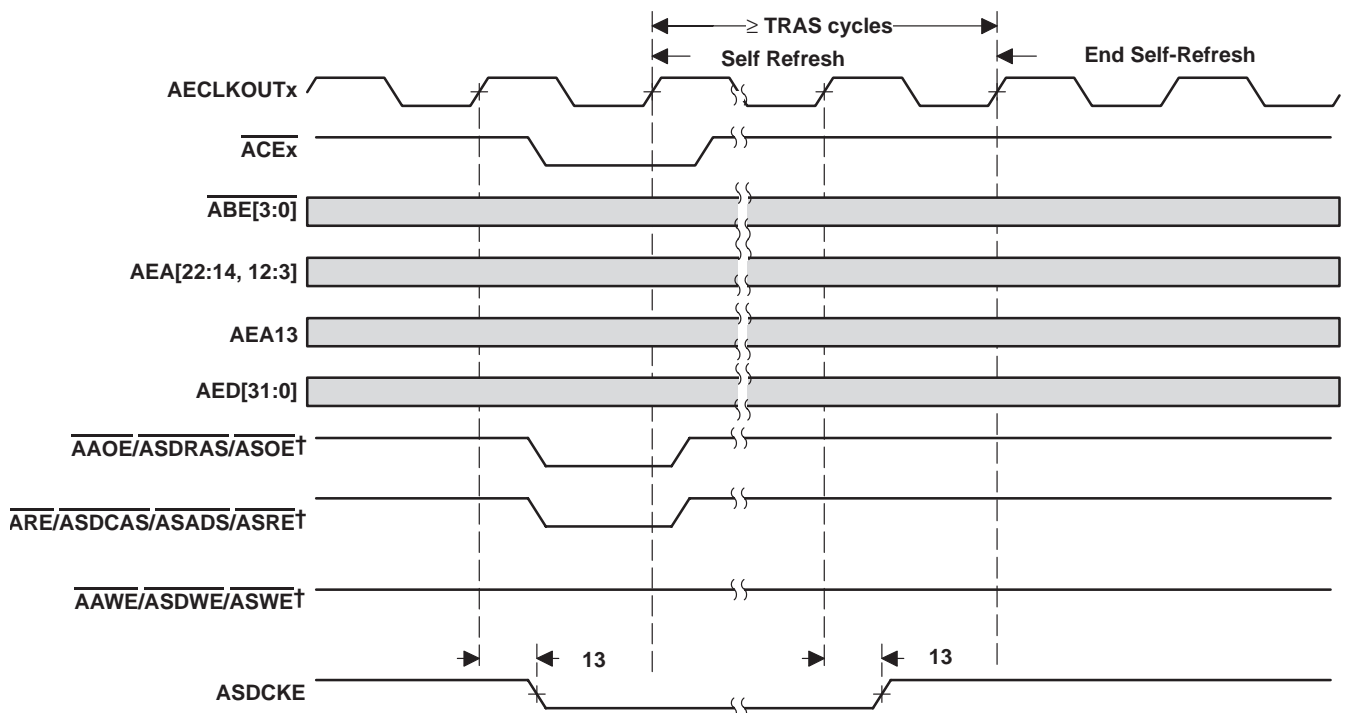 ≥ TRAS cycles
Self Refresh
End Self-Refresh
AECLKOUTx
ACEx
ABE[3:0]
AEA[22:14, 12:3]
AEA13
AED[31:0]
AAOE/ASDRAS/ASOE†
ARE/ASDCAS/ASADS/ASRE†
AAWE/ASDWE/ASWE†
13
13
ASDCKE